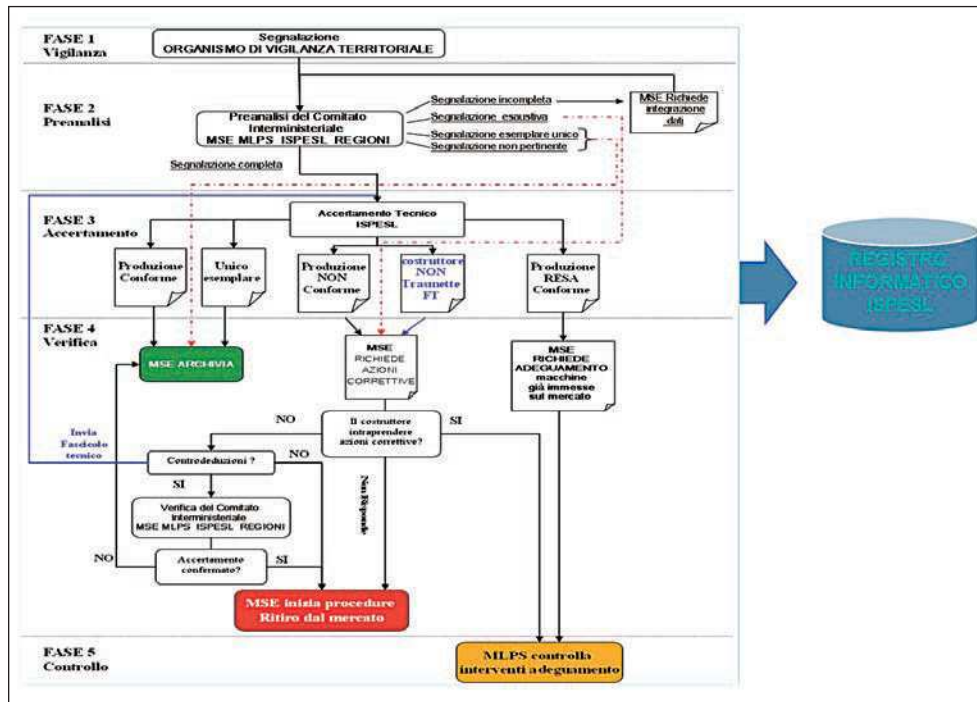 FASE 1
Vigilanza
Segnalazione
ORGANISMO DI VIGILANZA TERRITORIALE
FASE 2
Preanalisi
Preanalisi del Comitato
Interministeriale
MSE MLPS ISPESL REGIONI
Segnalazione incompleta
Segnalazione esaustiva
Segnalazione esemplare unico
Segnalazione non pertinente
MSE Richiede
integrazione
dati
Segnalazione completa
FASE 3
Accertamento
Accertamento Tecnico
ISPESL
Produzione
Conforme
Unico
esemplare
Produzione
NON
Conforme
costruttore
NON
Traunette
FT
Produzione
RESA
Conforme
REGISTRO
INFORMATICO
ISPESL
FASE 4
Verifica
MSE ARCHIVIA
MSE
RICHIEDE
AZIONI
CORRETTIVE
MSE
RICHIEDE
ADEGUAMENTO
macchine
già immesse
sul mercato
NO
Il costruttore
intraprendere
azioni correttive?
SI
Invia
Fascicolo
tecnico
Controdeduzioni ?
NO
SI
Non Risponde
Verifica del Comitato
Interministeriale
MSE MLPS ISPESL REGIONI
NO
Accertamento
confermato?
SI
MSE inizia procedure
Ritiro dal mercato
FASE 5
Controllo
MLPS controlla
interventi adeguamento